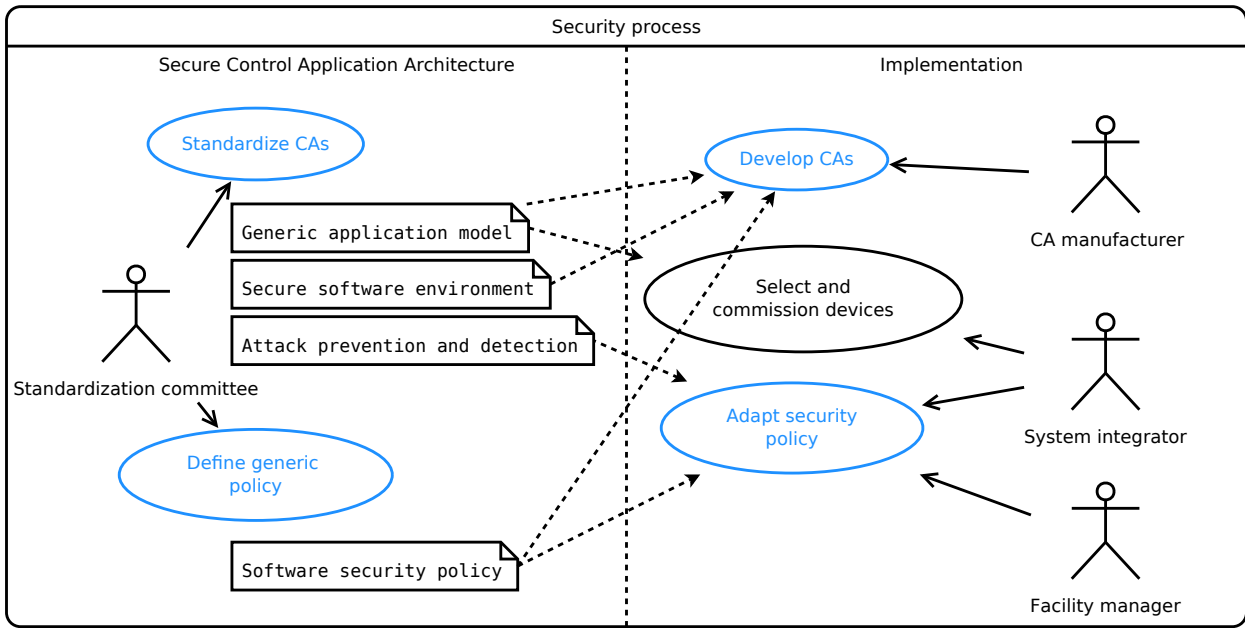 Security process
Secure Control Application Architecture
Implementation
Standardize CAs
Develop CAs
Generic application model
CA manufacturer
Secure software environment
Select and
commission devices
Attack prevention and detection
Standardization committee
Adapt security
policy
System integrator
Define generic
policy
Software security policy
Facility manager